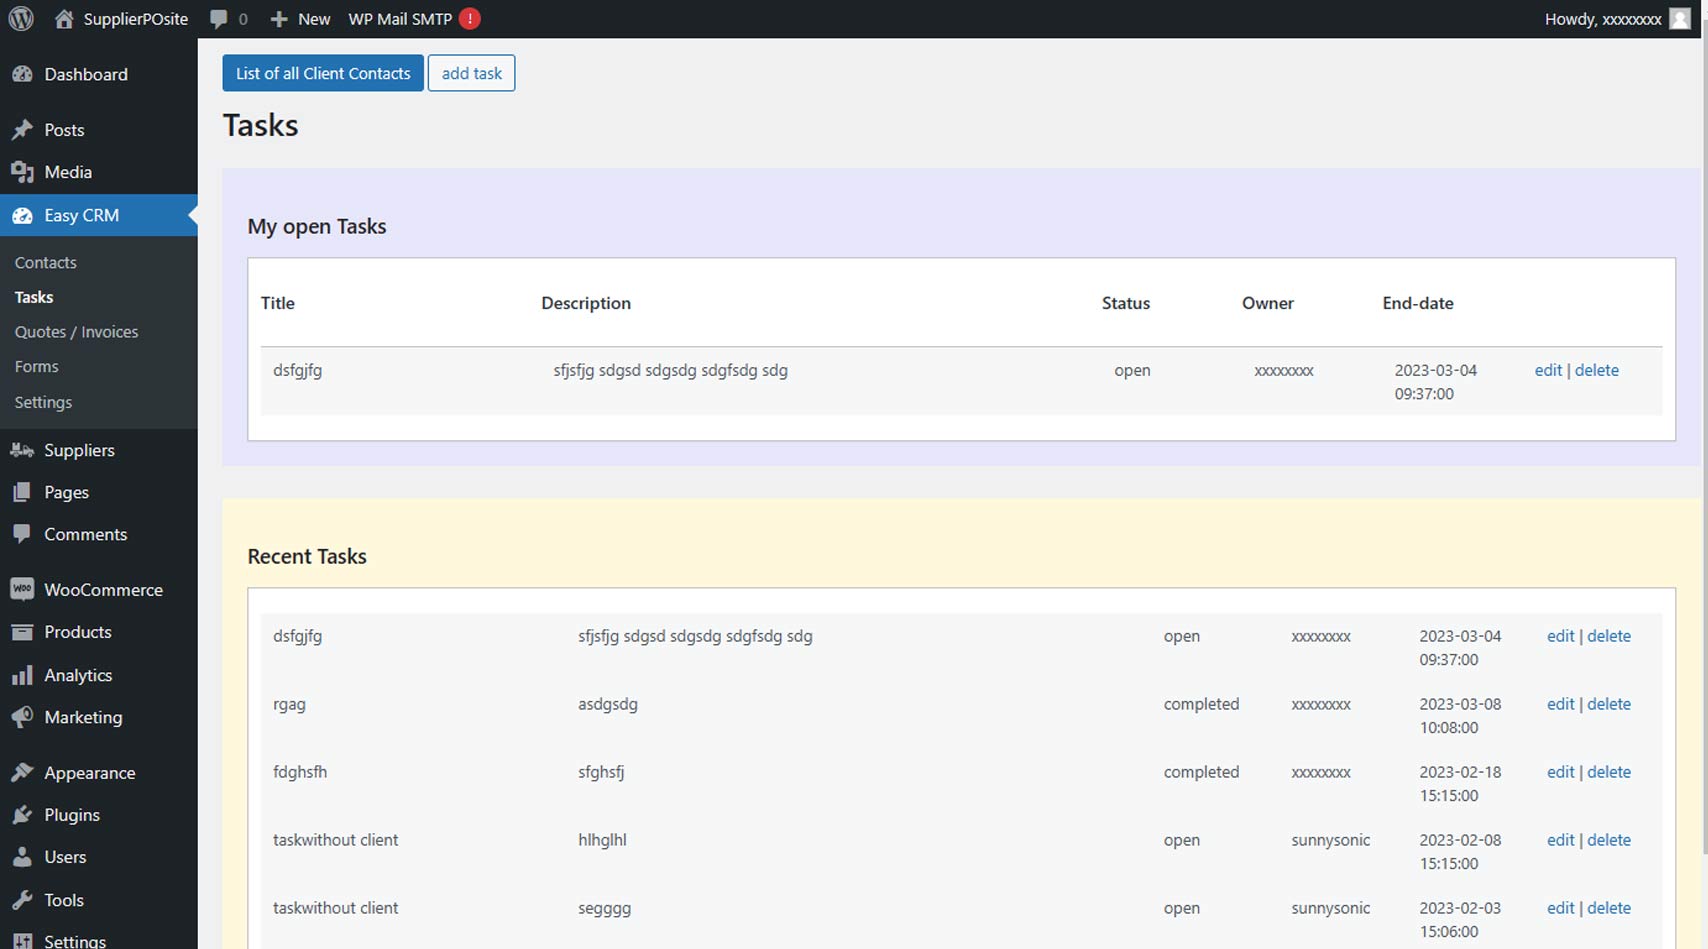 SupplierPOsite 0 New WP Mail SMTP ! Howdy, xxxxxxxx
Dashboard
Posts
Media
Easy CRM
Contacts
Tasks
Quotes / Invoices
Forms
Settings
Suppliers
Pages
Comments
WooCommerce
Products
Analytics
Marketing
Appearance
Plugins
Users
Tools
Settings
List of all Client Contacts add task
Tasks
My open Tasks
Title Description Status Owner End-date
dsfgjfg sfjsfjg sdgsd sdgsdg sdgfsdg sdg open xxxxxxxx 2023-03-04 edit | delete
09:37:00
Recent Tasks
dsfgjfg sfjsfjg sdgsd sdgsdg sdgfsdg sdg open xxxxxxxx 2023-03-04 edit | delete
09:37:00
rgag asdgsdg completed xxxxxxxx 2023-03-08 edit | delete
10:08:00
fdghsfh sfghsfj completed xxxxxxxx 2023-02-18 edit | delete
15:15:00
taskwithout client hlhglhl open sunnysonic 2023-02-08 edit | delete
15:15:00
taskwithout client segggg open sunnysonic 2023-02-03 edit | delete
15:06:00